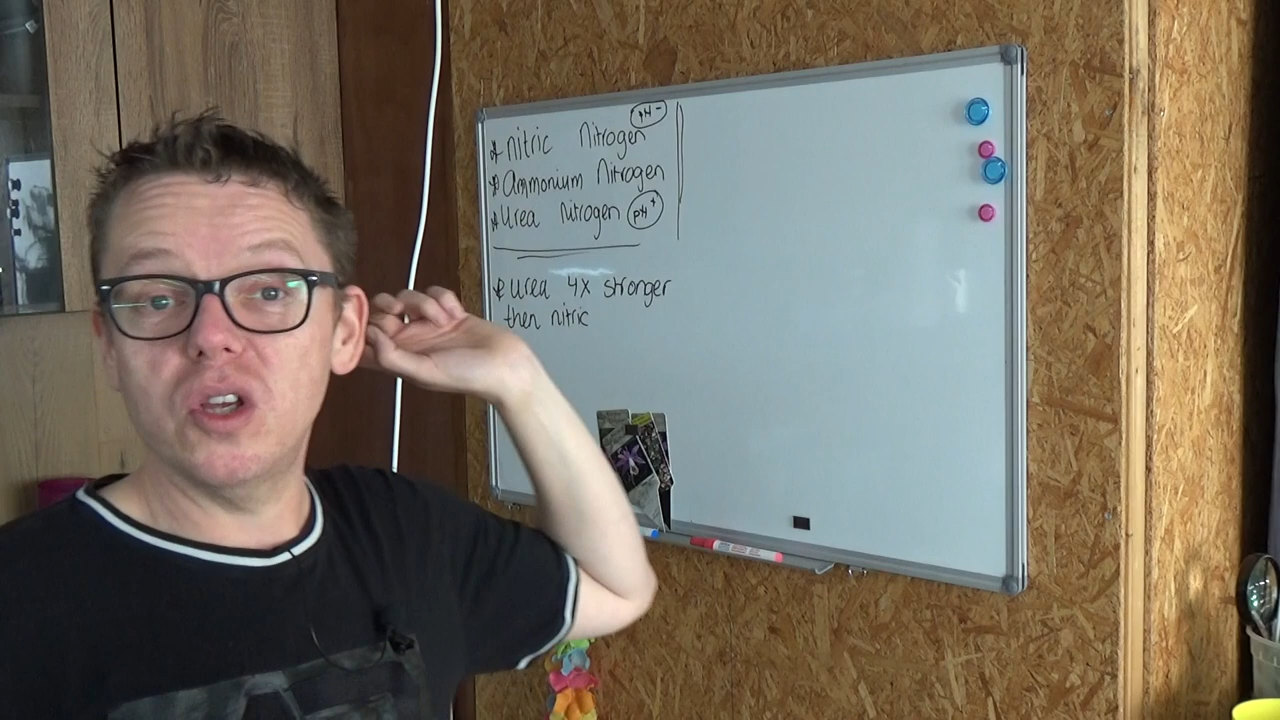 pH -
* nitric Nitrogen
* Ammonium Nitrogen
* Urea Nitrogen pH +
* Urea 4x stronger
then nitric